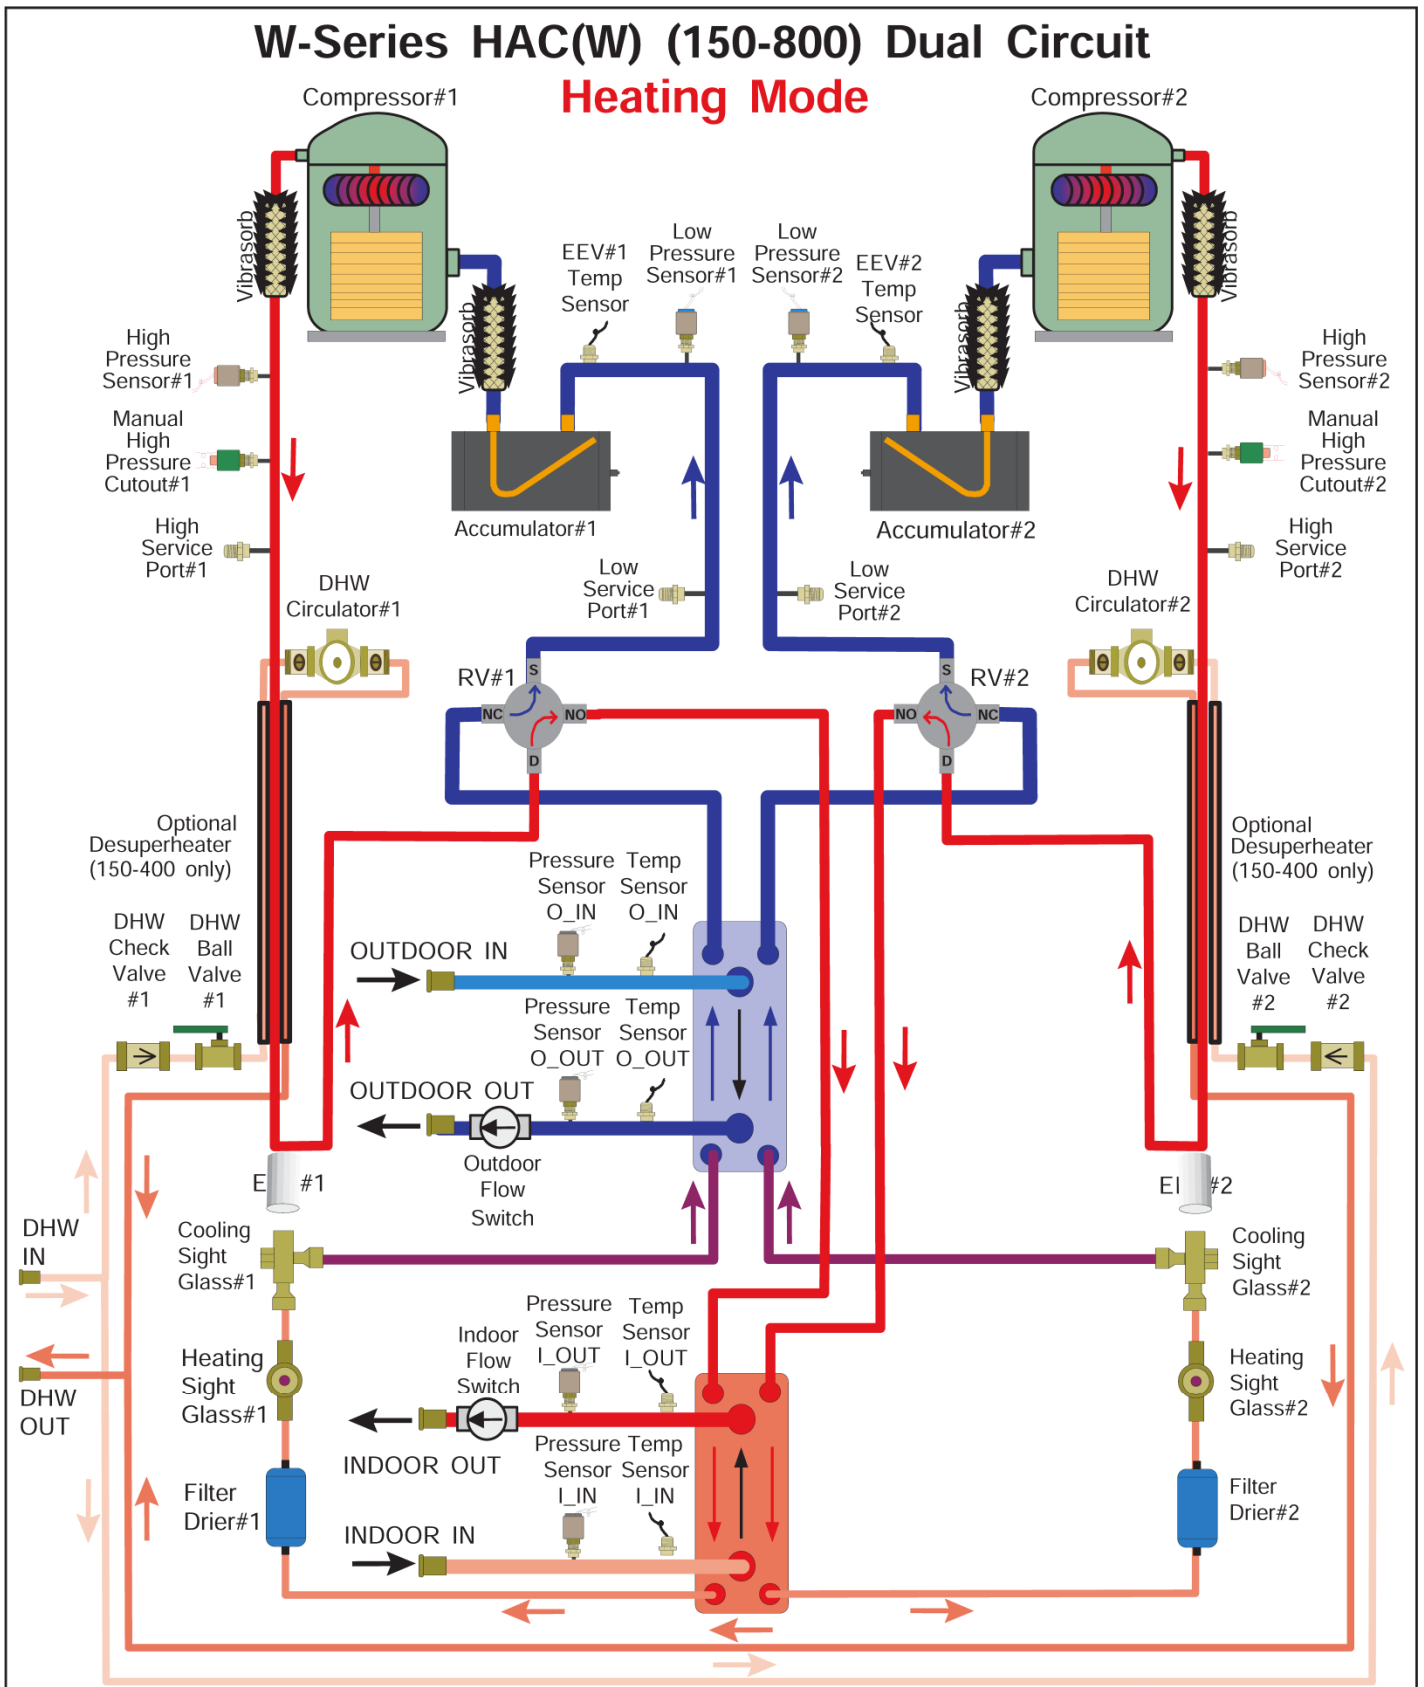 W-Series HAC(W) (150-800) Dual Circuit
Heating Mode
Compressor#1
Compressor#2
Vibrasorb
Vibrasorb
Vibrasorb
Vibrasorb
EEV#1
Temp
Sensor
Low
Pressure
Sensor#1
Low
Pressure
Sensor#2
EEV#2
Temp
Sensor
High
Pressure
Sensor#1
High
Pressure
Sensor#2
Manual
High
Pressure
Cutout#1
Manual
High
Pressure
Cutout#2
Accumulator#1
Accumulator#2
High
Service
Port#1
High
Service
Port#2
Low
Service
Port#1
Low
Service
Port#2
DHW
Circulator#1
DHW
Circulator#2
RV#1
S
NC
NO
D
RV#2
S
NO
NC
D
Optional
Desuperheater
(150-400 only)
Optional
Desuperheater
(150-400 only)
Pressure
Sensor
O_IN
Temp
Sensor
O_IN
DHW
Check
Valve
#1
DHW
Ball
Valve
#1
DHW
Ball
Valve
#2
DHW
Check
Valve
#2
OUTDOOR IN
Pressure
Sensor
O_OUT
Temp
Sensor
O_OUT
OUTDOOR OUT
Outdoor
Flow
Switch
E #1
#2
DHW
IN
Cooling
Sight
Glass#1
Cooling
Sight
Glass#2
Pressure
Sensor
I_OUT
Temp
Sensor
I_OUT
Indoor
Flow
Switch
Heating
Sight
Glass#1
Heating
Sight
Glass#2
DHW
OUT
INDOOR OUT
Pressure
Sensor
I_IN
Temp
Sensor
I_IN
Filter
Drier#1
Filter
Drier#2
INDOOR IN